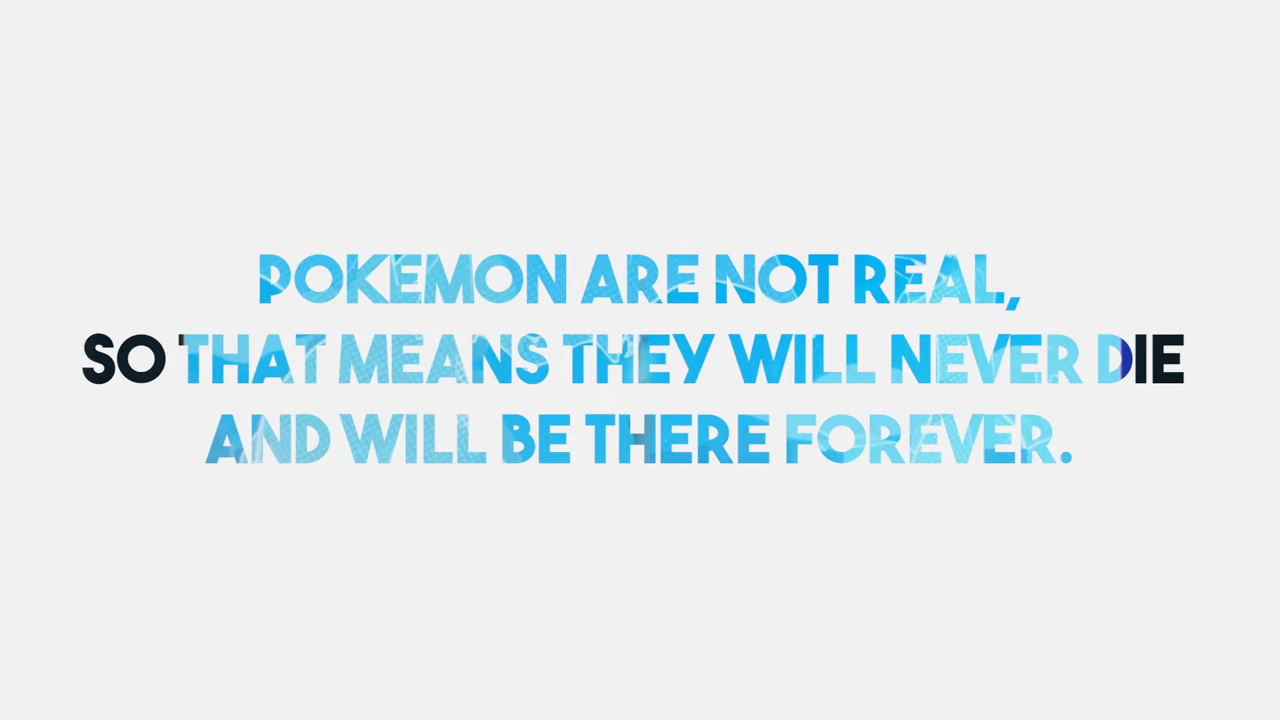 POKEMON ARE NOT REAL,
SO THAT MEANS THEY WILL NEVER DIE
AND WILL BE THERE FOREVER.